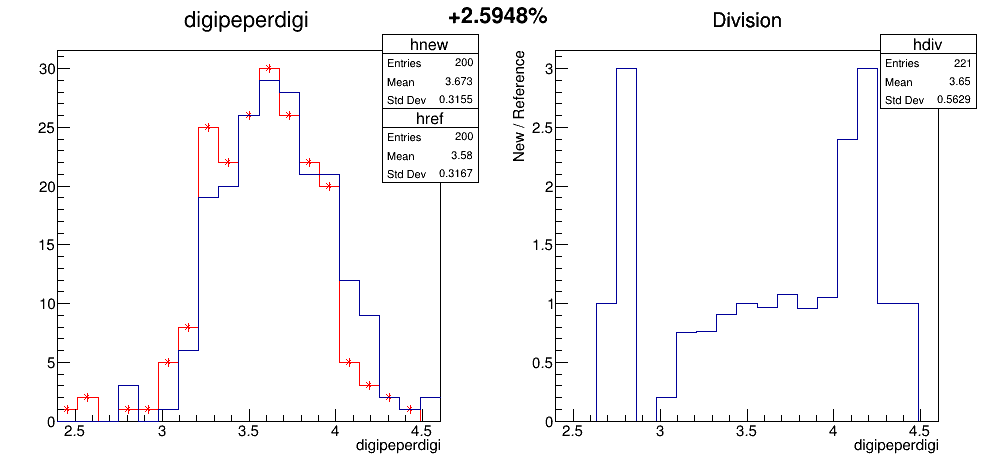 +2.5948%
digipeperdigi
hnew
Entries 200
Mean 3.673
Std Dev 0.3155
href
Entries 200
Mean 3.58
Std Dev 0.3167
30
25
20
15
10
5
0
2.5 3 3.5 4 4.5
digipeperdigi
Division
hdiv
Entries 221
Mean 3.65
Std Dev 0.5629
New / Reference
3
2.5
2
1.5
1
0.5
0
2.5 3 3.5 4 4.5
digipeperdigi